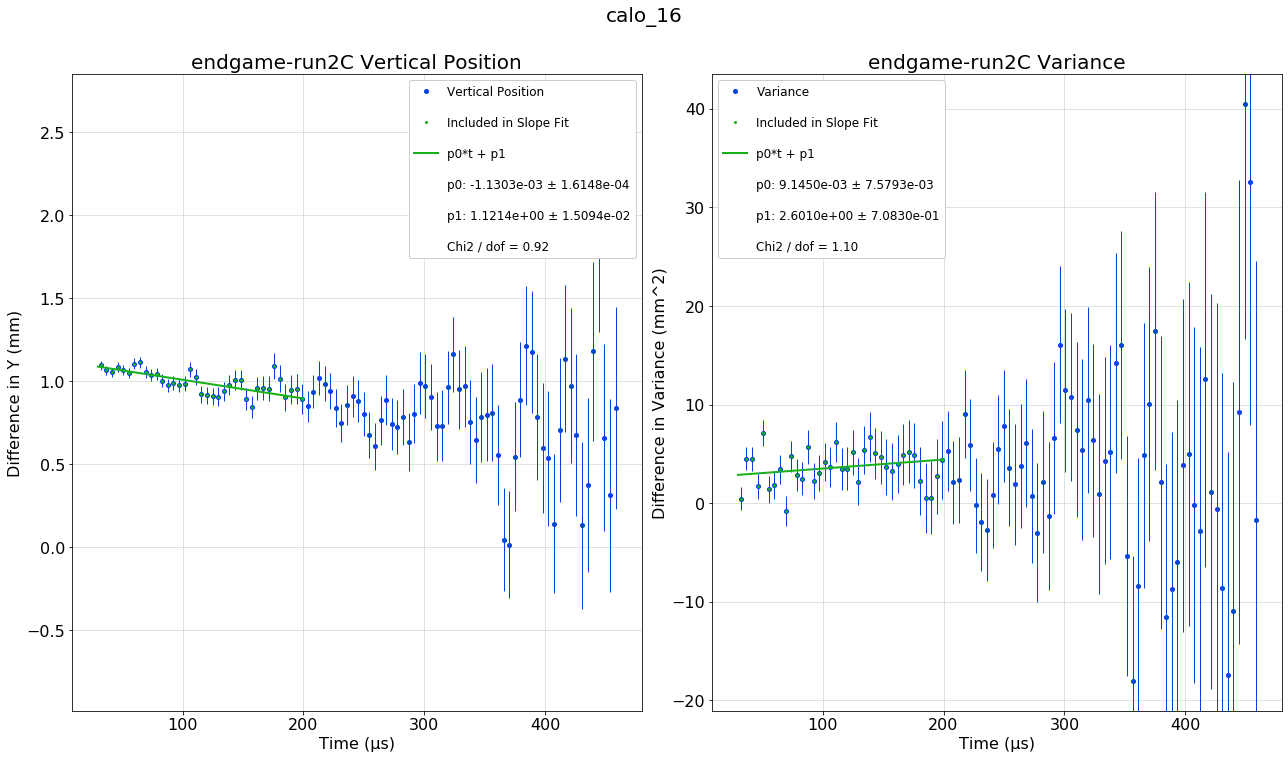 calo_16
endgame-run2C Vertical Position
Vertical Position
Included in Slope Fit
p0*t + p1
p0: -1.1303e-03 ± 1.6148e-04
p1: 1.1214e+00 ± 1.5094e-02
Chi2 / dof = 0.92
Difference in Y (mm)
2.5
2.0
1.5
1.0
0.5
0.0
−0.5
100 200 300 400
Time (μs)
endgame-run2C Variance
Variance
Included in Slope Fit
p0*t + p1
p0: 9.1450e-03 ± 7.5793e-03
p1: 2.6010e+00 ± 7.0830e-01
Chi2 / dof = 1.10
Difference in Variance (mm^2)
40
30
20
10
0
−10
−20
100 200 300 400
Time (μs)